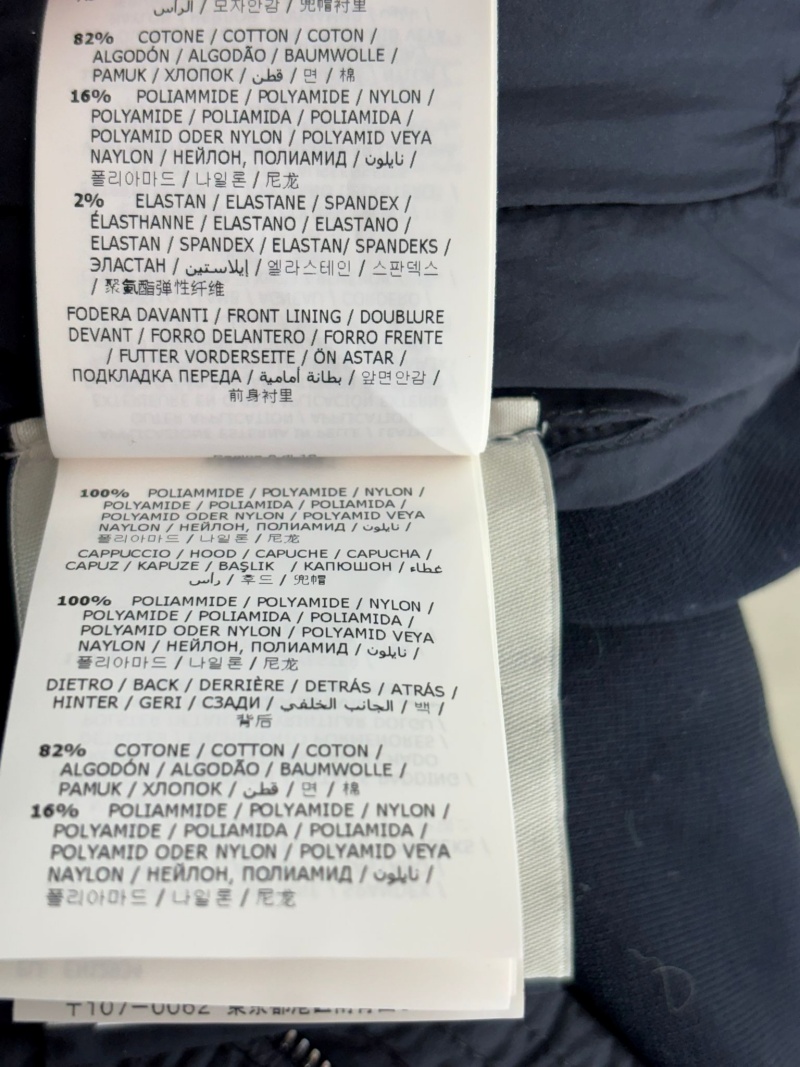 الرأس / 모자안감 / 兜帽衬里
82% COTONE / COTTON / COTON /
ALGODÓN / ALGODÃO / BAUMWOLLE /
PAMUK / ХЛОПОК / قطن / 면 / 棉
16% POLIAMMIDE / POLYAMIDE / NYLON /
POLYAMIDE / POLIAMIDA / POLIAMIDA /
POLYAMID ODER NYLON / POLYAMID VEYA
NAYLON / НЕЙЛОН, ПОЛИАМИД / نايلون /
폴리아마드 / 나일론 / 尼龙
2% ELASTAN / ELASTANE / SPANDEX /
ÉLASTHANNE / ELASTANO / ELASTANO /
ELASTAN / SPANDEX / ELASTAN/ SPANDEKS /
ЭЛАСТАН / إيلاستين / 엘라스테인 / 스판덱스
/ 聚氨酯弹性纤维
FODERA DAVANTI / FRONT LINING / DOUBLURE
DEVANT / FORRO DELANTERO / FORRO FRENTE
/ FUTTER VORDERSEITE / ÖN ASTAR /
ПОДКЛАДКА ПЕРЕДА / بطانة أمامية / 앞면안감 /
前身衬里
100% POLIAMMIDE / POLYAMIDE / NYLON /
POLYAMIDE / POLIAMIDA / POLIAMIDA /
POLYAMID ODER NYLON / POLYAMID VEYA
NAYLON / НЕЙЛОН, ПОЛИАМИД / نايلون /
폴리아마드 / 나일론 / 尼龙
CAPPUCCIO / HOOD / CAPUCHE / CAPUCHA /
CAPUZ / KAPUZE / BAŞLIK / КАПЮШОН / غطاء
رأس / 후드 / 兜帽
100% POLIAMMIDE / POLYAMIDE / NYLON /
POLYAMIDE / POLIAMIDA / POLIAMIDA /
POLYAMID ODER NYLON / POLYAMID VEYA
NAYLON / НЕЙЛОН, ПОЛИАМИД / نايلون /
폴리아마드 / 나일론 / 尼龙
DIETRO / BACK / DERRIÈRE / DETRÁS / ATRÁS /
HINTER / GERI / СЗАДИ / الجانب الخلفي / 백 /
背后
82% COTONE / COTTON / COTON /
ALGODÓN / ALGODÃO / BAUMWOLLE /
PAMUK / ХЛОПОК / قطن / 면 / 棉
16% POLIAMMIDE / POLYAMIDE / NYLON /
POLYAMIDE / POLIAMIDA / POLIAMIDA /
POLYAMID ODER NYLON / POLYAMID VEYA
NAYLON / НЕЙЛОН, ПОЛИАМИД / نايلون /
폴리아마드 / 나일론 / 尼龙
〒107-0062